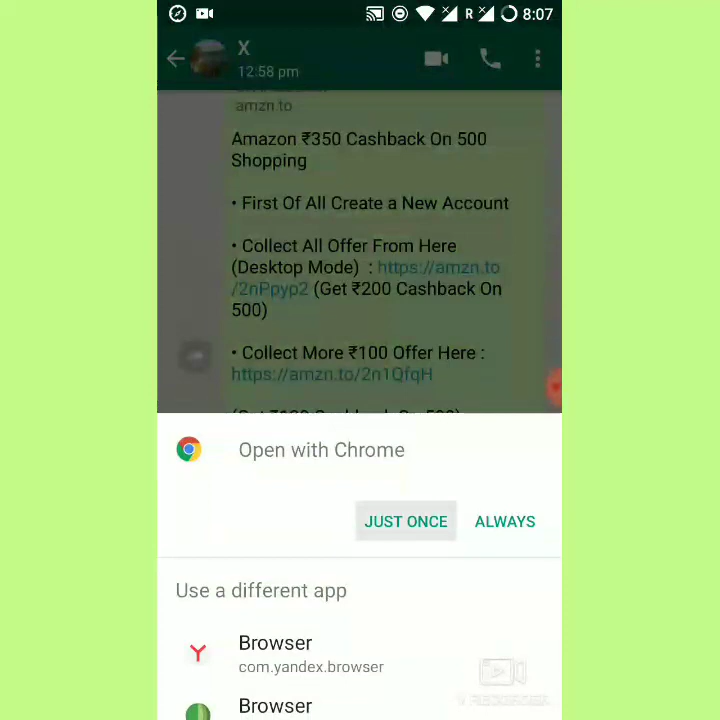 R
8:07
X
12:58 pm
amzn.to
Amazon ₹350 Cashback On 500
Shopping
• First Of All Create a New Account
• Collect All Offer From Here
(Desktop Mode) : https://amzn.to
/2nPpyp2 (Get ₹200 Cashback On
500)
• Collect More ₹100 Offer Here :
https://amzn.to/2n1QfqH
Open with Chrome
JUST ONCE ALWAYS
Use a different app
Browser
com.yandex.browser
Browser